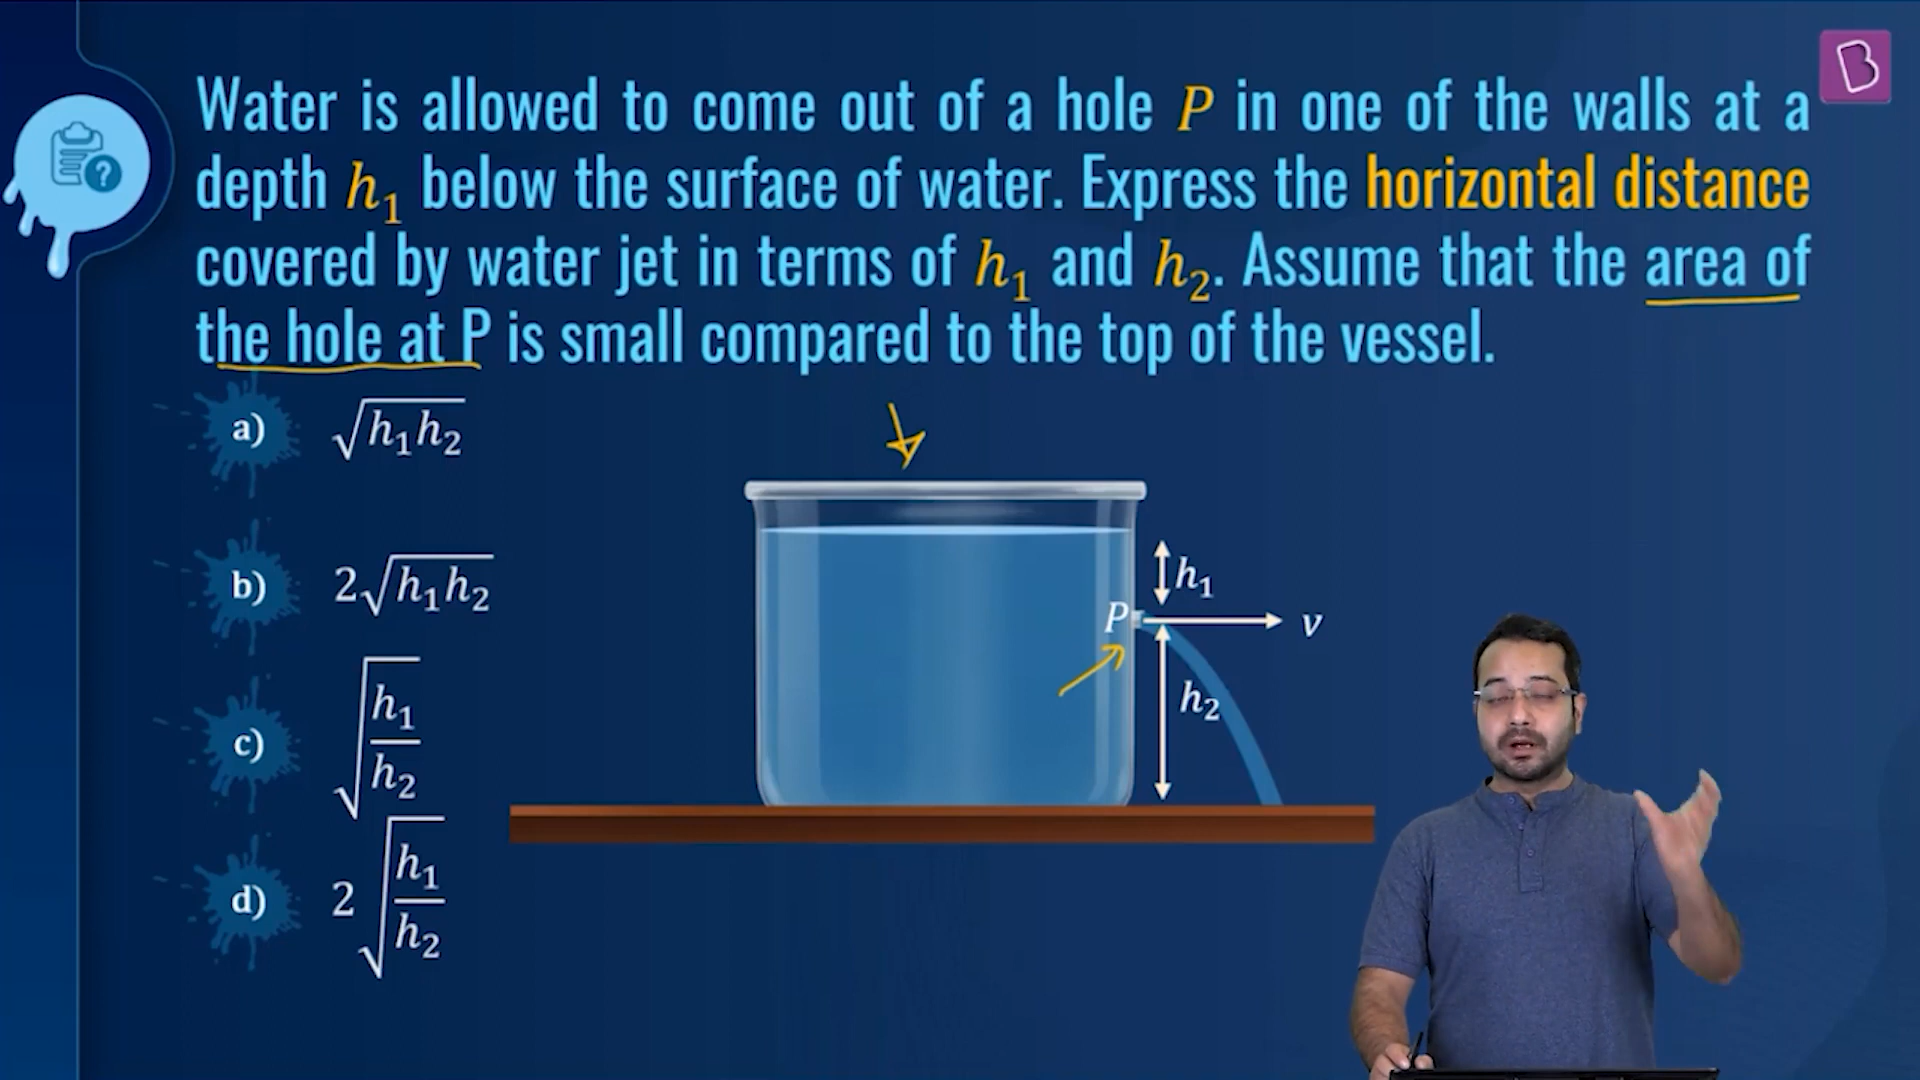 Water is allowed to come out of a hole P in one of the walls at a
depth h₁ below the surface of water. Express the horizontal distance
covered by water jet in terms of h₁ and h₂. Assume that the area of
the hole at P is small compared to the top of the vessel.
a) √(h₁h₂)
b) 2√(h₁h₂)
c) √(h₁/h₂)
d) 2√(h₁/h₂)
h₁
P
v
h₂
?
B